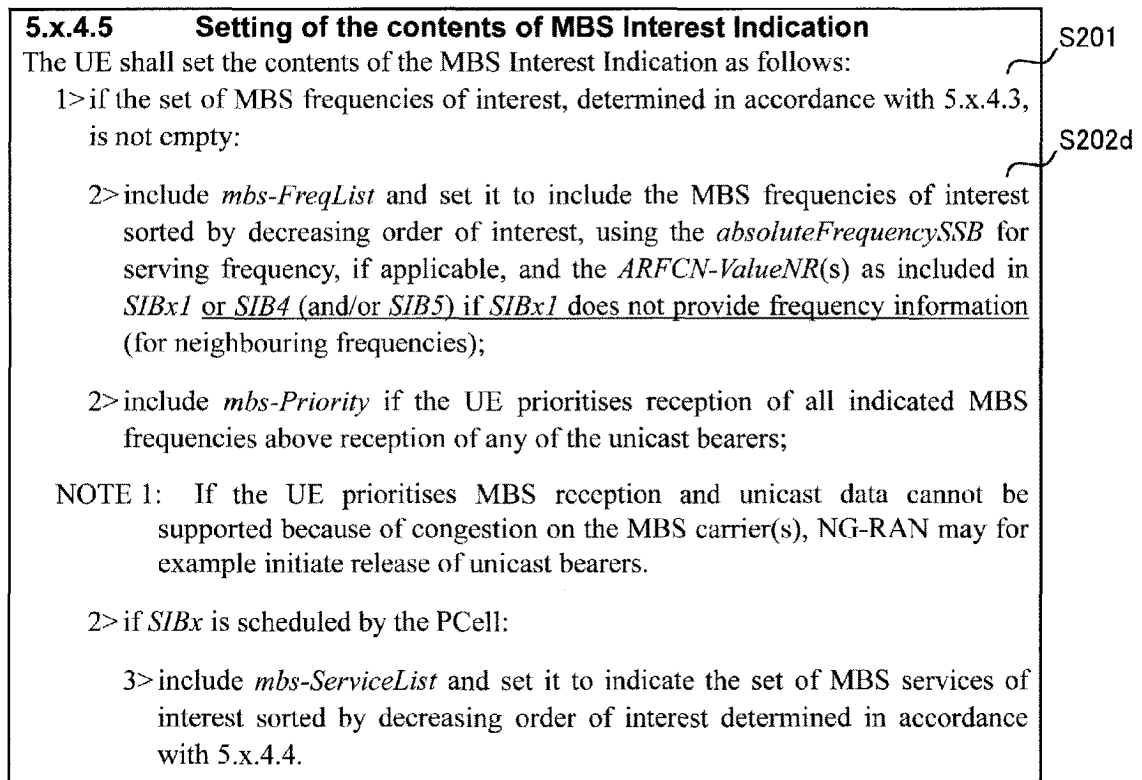 5.x.4.5 Setting of the contents of MBS Interest Indication
S201
The UE shall set the contents of the MBS Interest Indication as follows:
1> if the set of MBS frequencies of interest, determined in accordance with 5.x.4.3,
is not empty:
S202d
2> include mbs-FreqList and set it to include the MBS frequencies of interest
sorted by decreasing order of interest, using the absoluteFrequencySSB for
serving frequency, if applicable, and the ARFCN-ValueNR(s) as included in
SIBx1 or SIB4 (and/or SIB5) if SIBx1 does not provide frequency information
(for neighbouring frequencies);
2> include mbs-Priority if the UE prioritises reception of all indicated MBS
frequencies above reception of any of the unicast bearers;
NOTE 1: If the UE prioritises MBS reception and unicast data cannot be
supported because of congestion on the MBS carrier(s), NG-RAN may for
example initiate release of unicast bearers.
2> if SIBx is scheduled by the PCell:
3> include mbs-ServiceList and set it to indicate the set of MBS services of
interest sorted by decreasing order of interest determined in accordance
with 5.x.4.4.